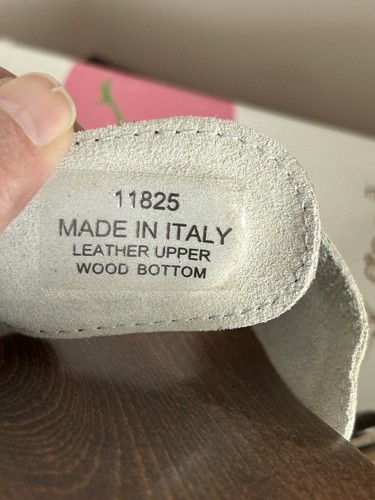 11825
MADE IN ITALY
LEATHER UPPER
WOOD BOTTOM